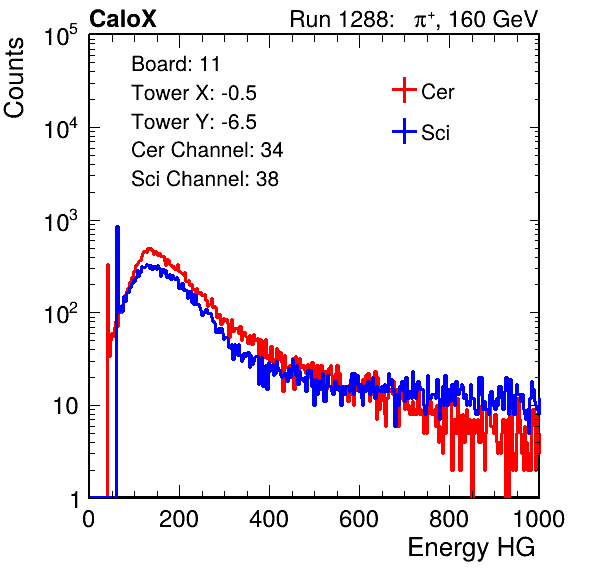 CaloX Run 1288: π⁺, 160 GeV
Counts
Board: 11
Tower X: -0.5
Tower Y: -6.5
Cer Channel: 34
Sci Channel: 38
Cer
Sci
10⁵
10⁴
10³
10²
10
1
0 200 400 600 800 1000
Energy HG